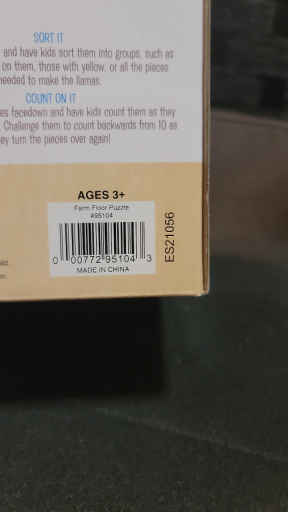 SORT IT
and have kids sort them into groups, such as
on them, those with yellow, or all the pieces
needed to make the llamas.
COUNT ON IT
es facedown and have kids count them as they
. Challenge them to count backwards from 10 as
ey turn the pieces over again!
AGES 3+
Farm Floor Puzzle
#95104
0 00772 95104 3
MADE IN CHINA
ES21056